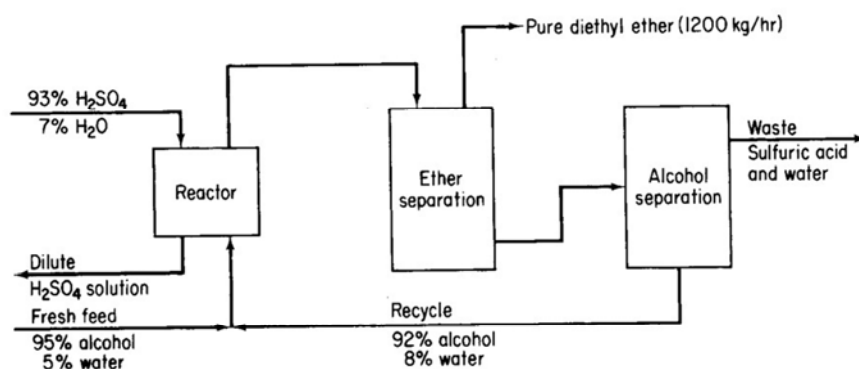 Pure diethyl ether (1200 kg/hr)
93% H₂SO₄
7% H₂O
Reactor
Ether
separation
Alcohol
separation
Waste
Sulfuric acid
and water
Dilute
H₂SO₄ solution
Fresh feed
95% alcohol
5% water
Recycle
92% alcohol
8% water